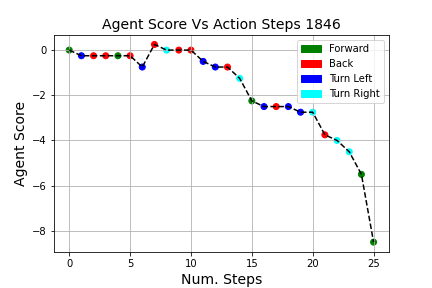 Agent Score Vs Action Steps 1846
Agent Score
0
−2
−4
−6
−8
Forward
Back
Turn Left
Turn Right
0 5 10 15 20 25
Num. Steps